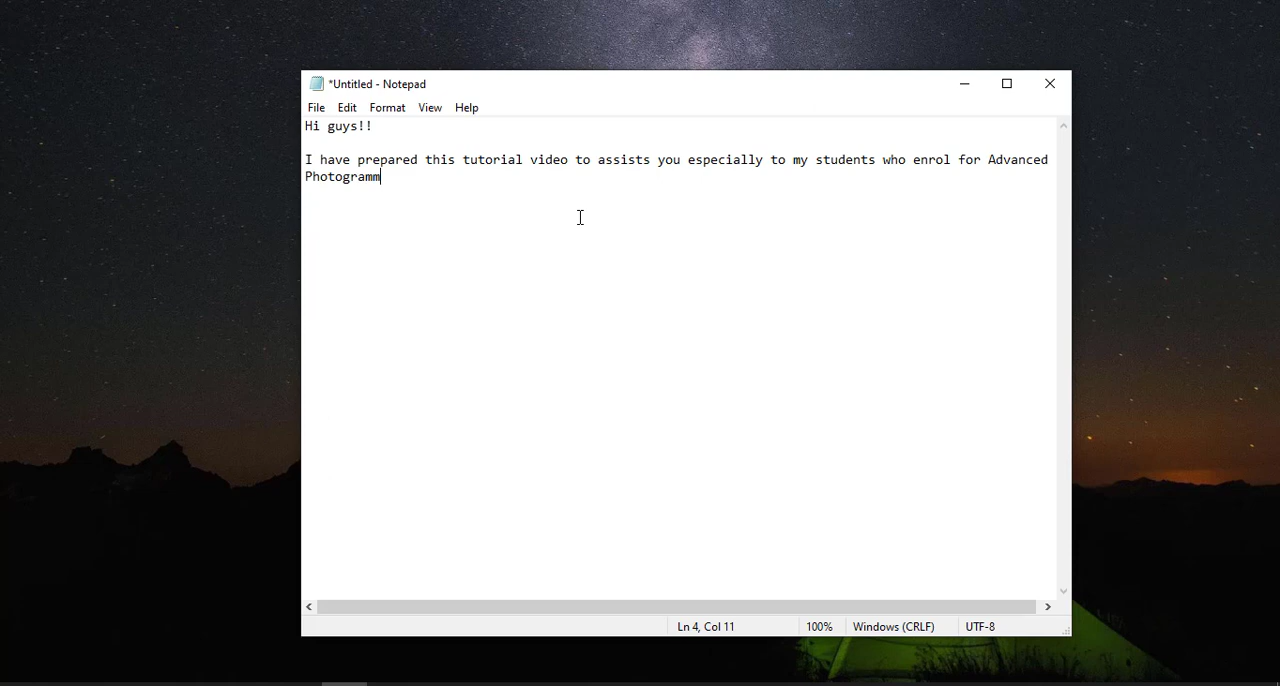 *Untitled - Notepad
File Edit Format View Help
Hi guys!!
I have prepared this tutorial video to assists you especially to my students who enrol for Advanced
Photogramm
Ln 4, Col 11 100% Windows (CRLF) UTF-8